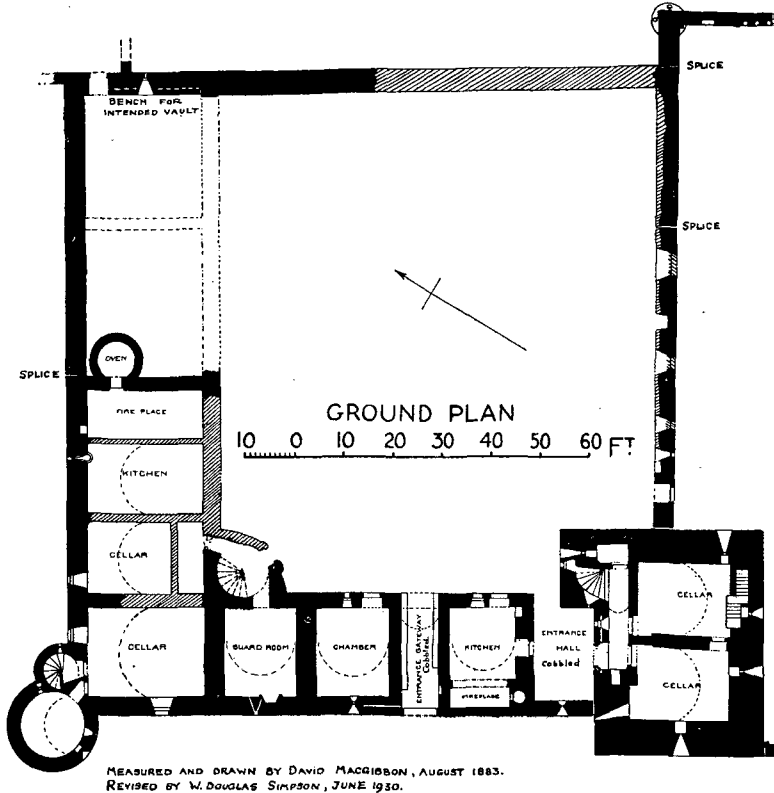 SPLICE
BENCH FOR
INTENDED VAULT
SPLICE
OVEN
SPLICE
FIRE PLACE
GROUND PLAN
10 0 10 20 30 40 50 60 FT.
KITCHEN
CELLAR
CELLAR
CELLAR
GUARD ROOM
CHAMBER
ENTRANCE GATEWAY
Cobbled.
KITCHEN
FIREPLACE
ENTRANCE
HALL
Cobbled
CELLAR
MEASURED AND DRAWN BY DAVID MACGIBBON, AUGUST 1883.
REVISED BY W. DOUGLAS SIMPSON, JUNE 1930.